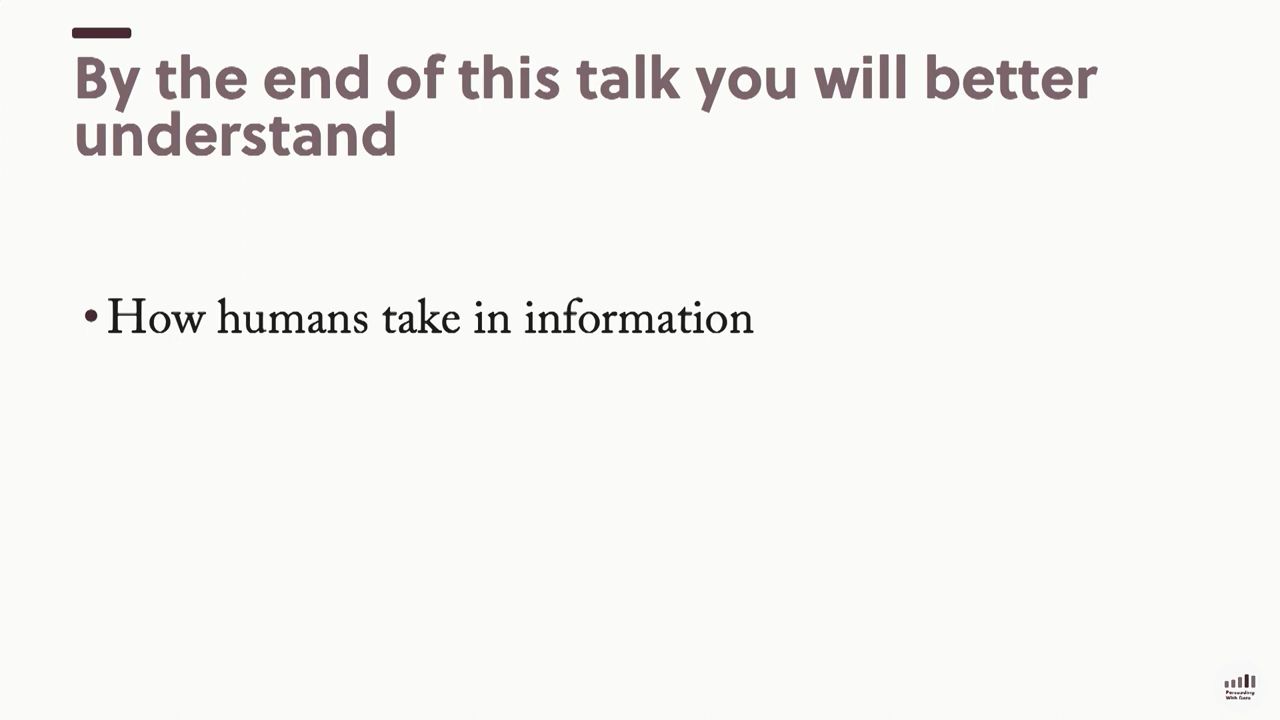 By the end of this talk you will better
understand
• How humans take in information
Persuading
With Data